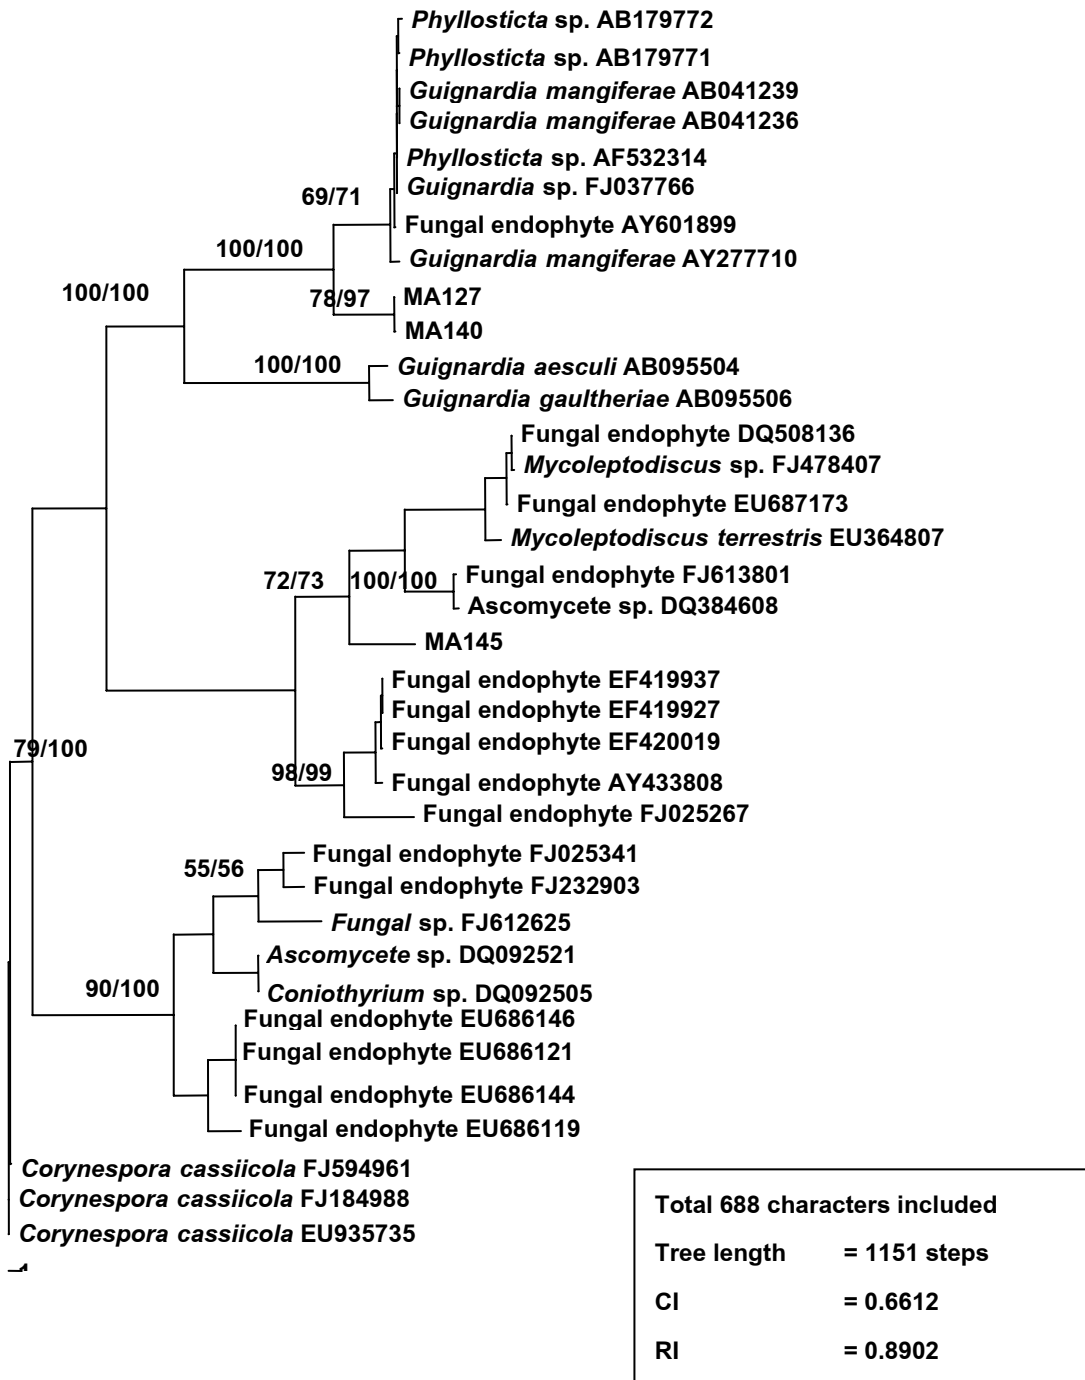 Phyllosticta sp. AB179772
Phyllosticta sp. AB179771
Guignardia mangiferae AB041239
Guignardia mangiferae AB041236
Phyllosticta sp. AF532314
69/71
Guignardia sp. FJ037766
Fungal endophyte AY601899
100/100
Guignardia mangiferae AY277710
100/100
78/97
MA127
MA140
100/100
Guignardia aesculi AB095504
Guignardia gaultheriae AB095506
Fungal endophyte DQ508136
Mycoleptodiscus sp. FJ478407
Fungal endophyte EU687173
Mycoleptodiscus terrestris EU364807
72/73
100/100
Fungal endophyte FJ613801
Ascomycete sp. DQ384608
MA145
Fungal endophyte EF419937
Fungal endophyte EF419927
79/100
Fungal endophyte EF420019
98/99
Fungal endophyte AY433808
Fungal endophyte FJ025267
Fungal endophyte FJ025341
55/56
Fungal endophyte FJ232903
Fungal sp. FJ612625
Ascomycete sp. DQ092521
90/100
Coniothyrium sp. DQ092505
Fungal endophyte EU686146
Fungal endophyte EU686121
Fungal endophyte EU686144
Fungal endophyte EU686119
Corynespora cassiicola FJ594961
Corynespora cassiicola FJ184988
Corynespora cassiicola EU935735
Total 688 characters included
Tree length = 1151 steps
CI = 0.6612
RI = 0.8902